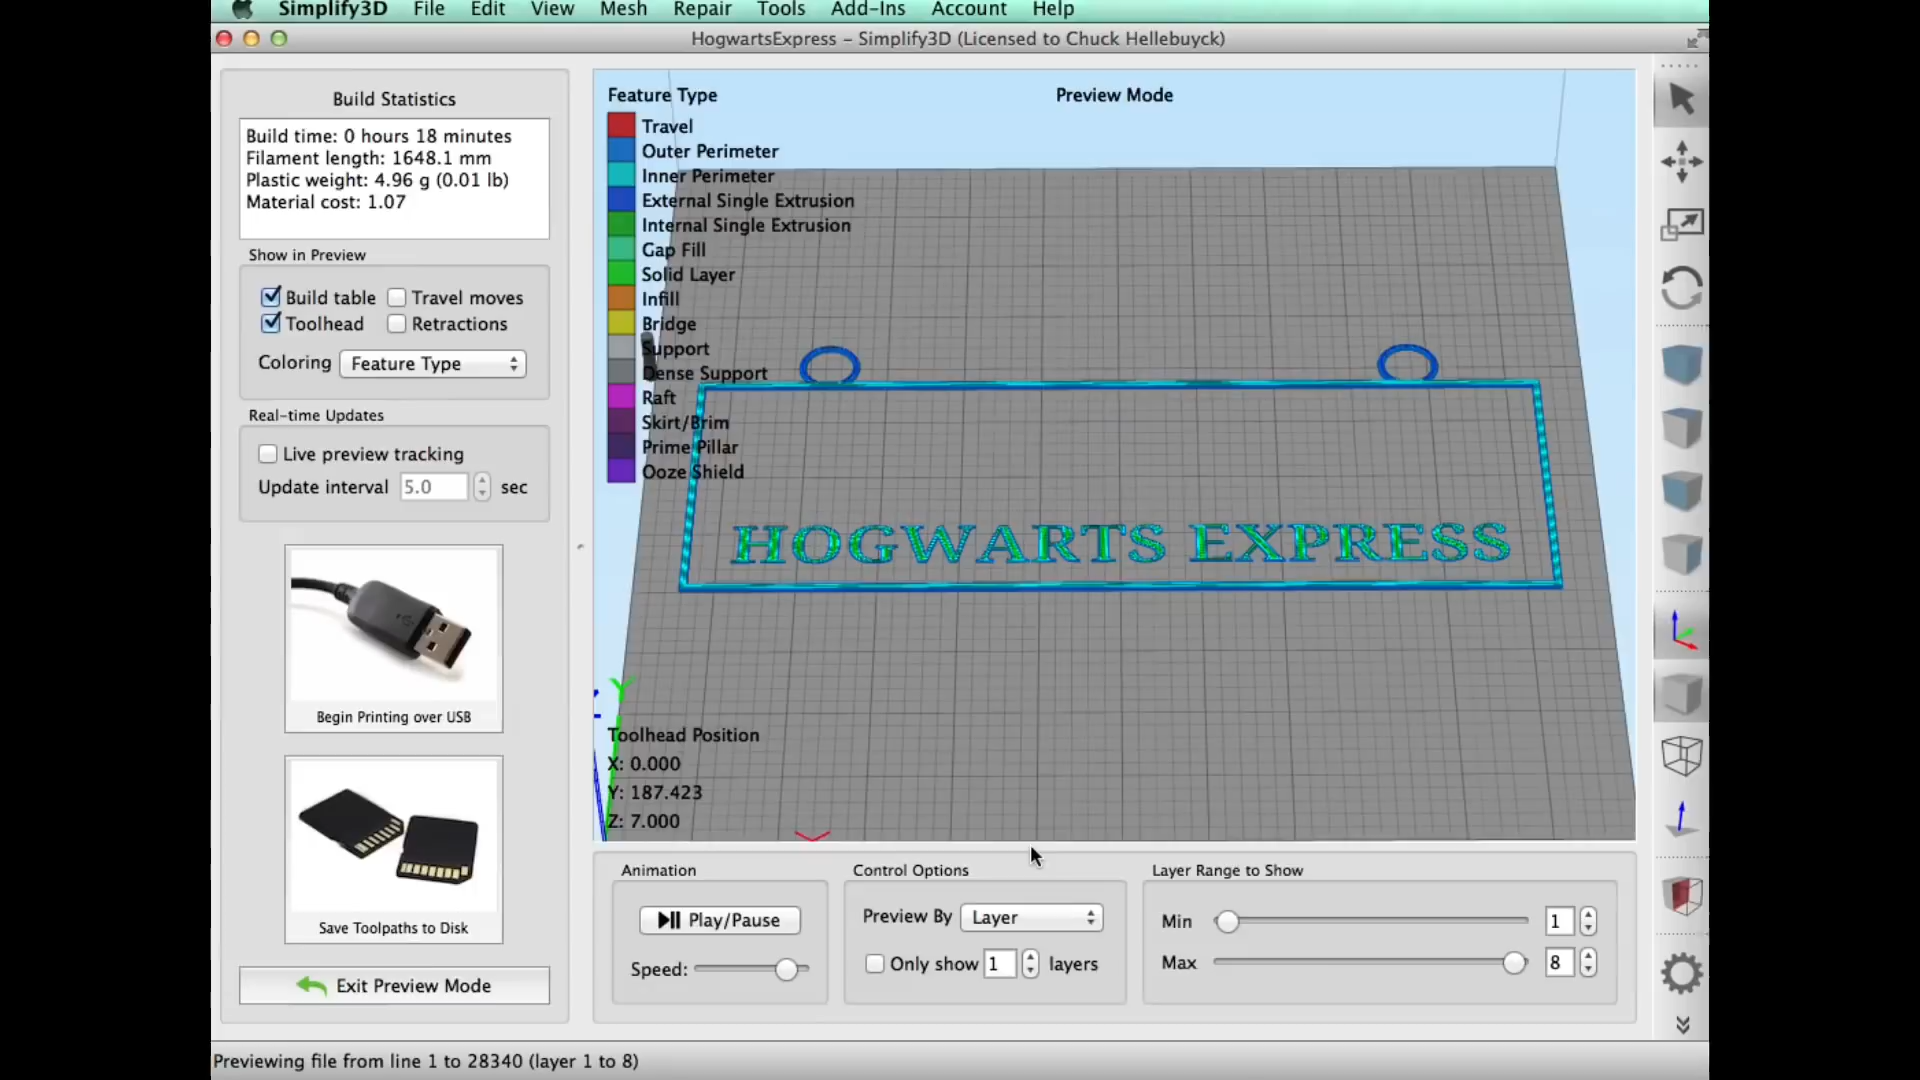 Simplify3D File Edit View Mesh Repair Tools Add-Ins Account Help
HogwartsExpress – Simplify3D (Licensed to Chuck Hellebuyck)
Build Statistics
Build time: 0 hours 18 minutes
Filament length: 1648.1 mm
Plastic weight: 4.96 g (0.01 lb)
Material cost: 1.07
Show in Preview
Build table Travel moves
Toolhead Retractions
Coloring Feature Type
Real-time Updates
Live preview tracking
Update interval 5.0 sec
Begin Printing over USB
Save Toolpaths to Disk
Exit Preview Mode
Feature Type
Preview Mode
Travel
Outer Perimeter
Inner Perimeter
External Single Extrusion
Internal Single Extrusion
Gap Fill
Solid Layer
Infill
Bridge
Support
Dense Support
Raft
Skirt/Brim
Prime Pillar
Ooze Shield
HOGWARTS EXPRESS
Y
Toolhead Position
X: 0.000
Y: 187.423
Z: 7.000
Animation
Play/Pause
Speed:
Control Options
Preview By Layer
Only show 1 layers
Layer Range to Show
Min 1
Max 8
Previewing file from line 1 to 28340 (layer 1 to 8)